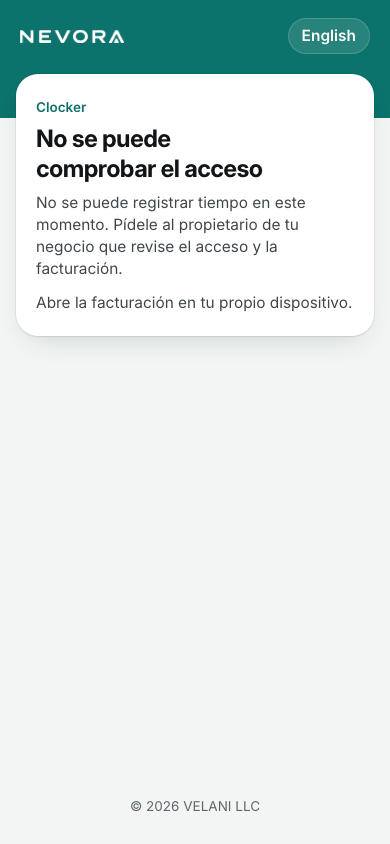 NEVORA
English
Clocker
No se puede
comprobar el acceso
No se puede registrar tiempo en este
momento. Pídele al propietario de tu
negocio que revise el acceso y la
facturación.
Abre la facturación en tu propio dispositivo.
© 2026 VELANI LLC